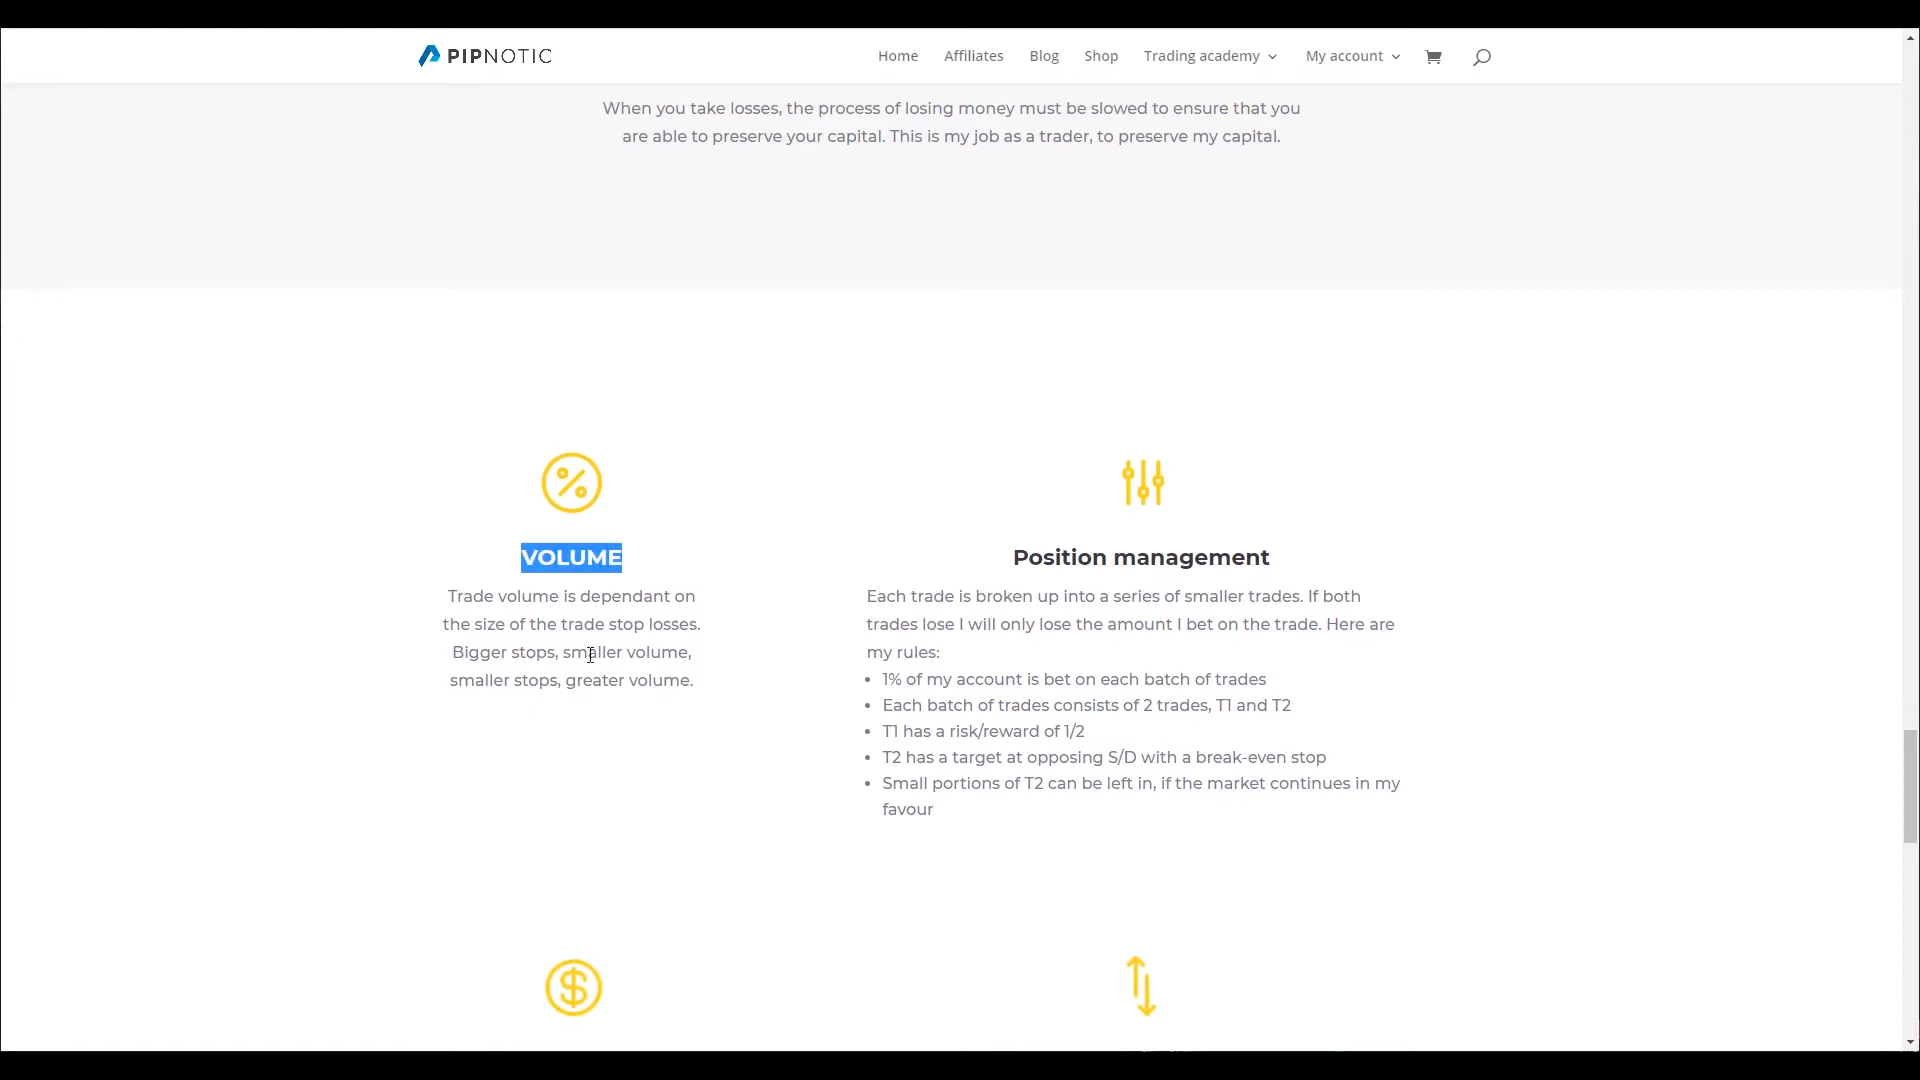 PIPNOTIC
Home
Affiliates
Blog
Shop
Trading academy
My account
When you take losses, the process of losing money must be slowed to ensure that you
are able to preserve your capital. This is my job as a trader, to preserve my capital.
VOLUME
Trade volume is dependant on
the size of the trade stop losses.
Bigger stops, smaller volume,
smaller stops, greater volume.
Position management
Each trade is broken up into a series of smaller trades. If both
trades lose I will only lose the amount I bet on the trade. Here are
my rules:
• 1% of my account is bet on each batch of trades
• Each batch of trades consists of 2 trades, T1 and T2
• T1 has a risk/reward of 1/2
• T2 has a target at opposing S/D with a break-even stop
• Small portions of T2 can be left in, if the market continues in my
favour